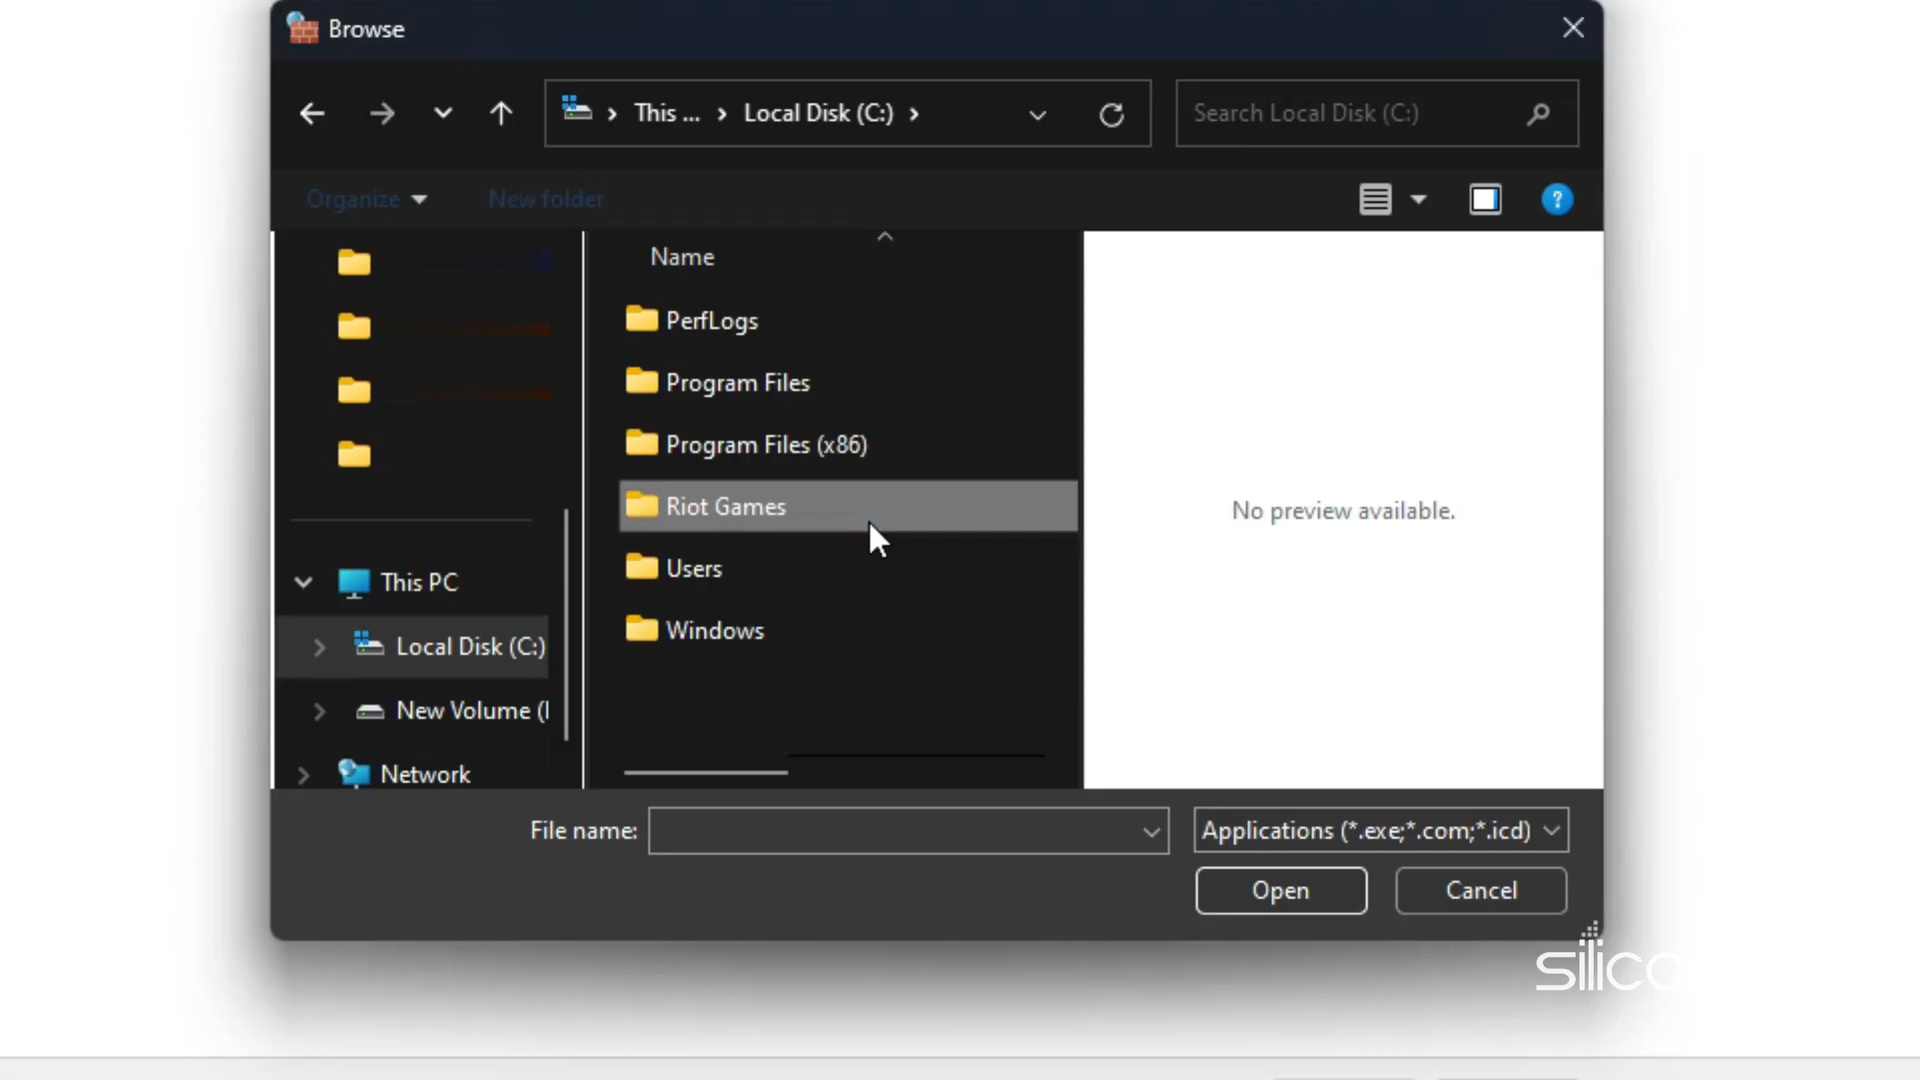 Browse
This ... Local Disk (C:)
Search Local Disk (C:)
Organize
New folder
?
Name
PerfLogs
Program Files
Program Files (x86)
Riot Games
Users
Windows
No preview available.
This PC
Local Disk (C:)
New Volume (
Network
File name:
Applications (*.exe;*.com;*.icd)
Open
Cancel
silico